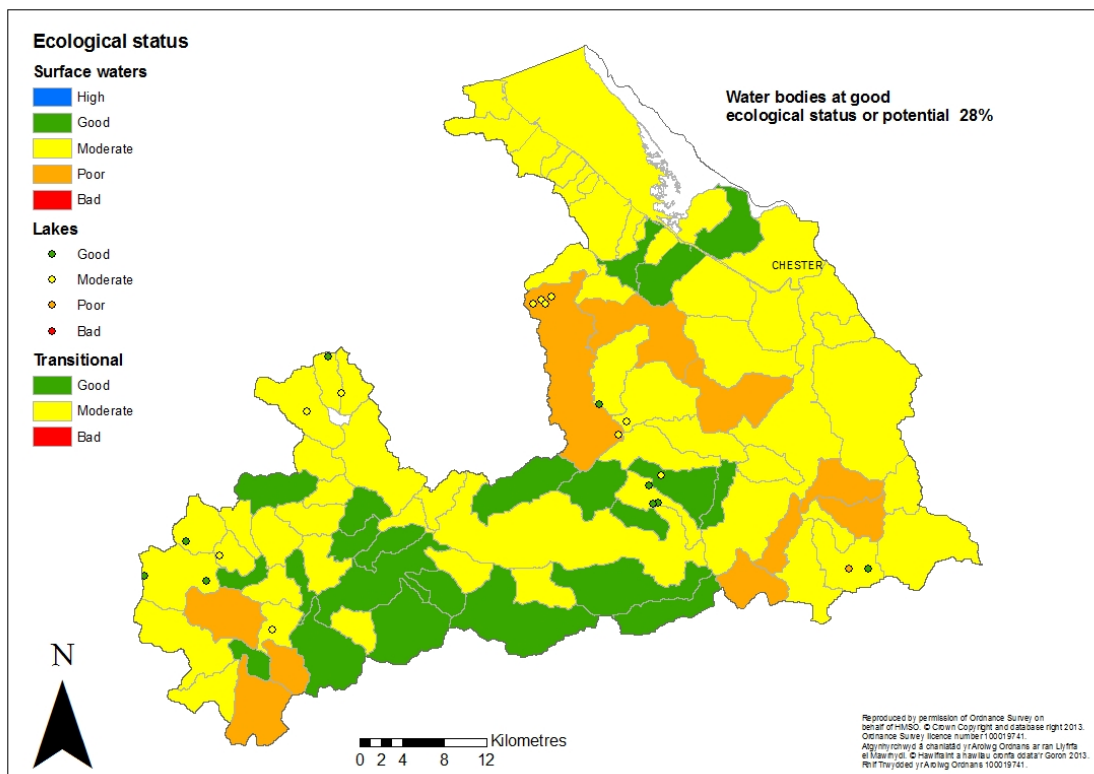 Ecological status
Surface waters
High
Good
Moderate
Poor
Bad
Lakes
Good
Moderate
Poor
Bad
Transitional
Good
Moderate
Bad
Water bodies at good
ecological status or potential 28%
CHESTER
N
Kilometres
0 2 4 8 12
Reproduced by permission of Ordnance Survey on
behalf of HMSO. © Crown Copyright and database right 2013.
Ordnance Survey licence number 100019741.
Atgynhyrchwyd â chaniatâd yr Arolwg Ordnans ar ran Llyfrfa
ei Mawrhydi. © Hawlfraint a hawliau cronfa ddata'r Goron 2013.
Rhif Trwydded yr Arolwg Ordnans 100019741.